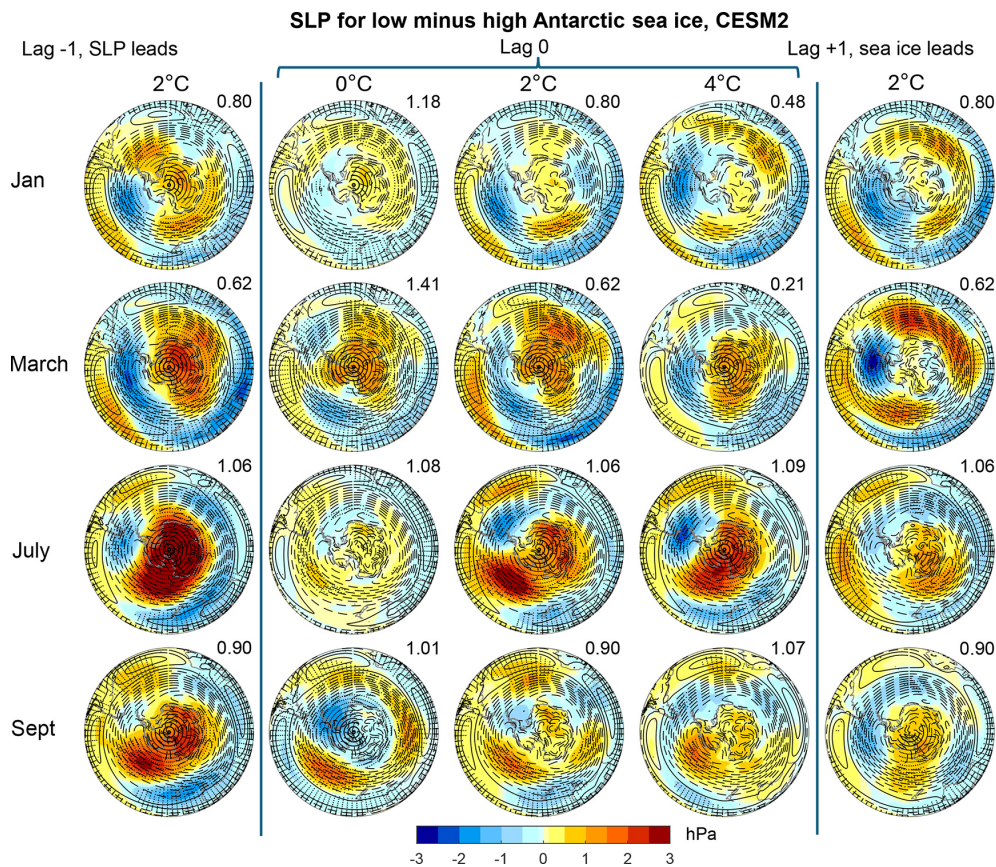 SLP for low minus high Antarctic sea ice, CESM2
Lag -1, SLP leads
Lag 0
Lag +1, sea ice leads
2°C
0°C
2°C
4°C
2°C
0.80
1.18
0.80
0.48
0.80
Jan
0.62
1.41
0.62
0.21
0.62
March
1.06
1.08
1.06
1.09
1.06
July
0.90
1.01
0.90
1.07
0.90
Sept
hPa
-3 -2 -1 0 1 2 3